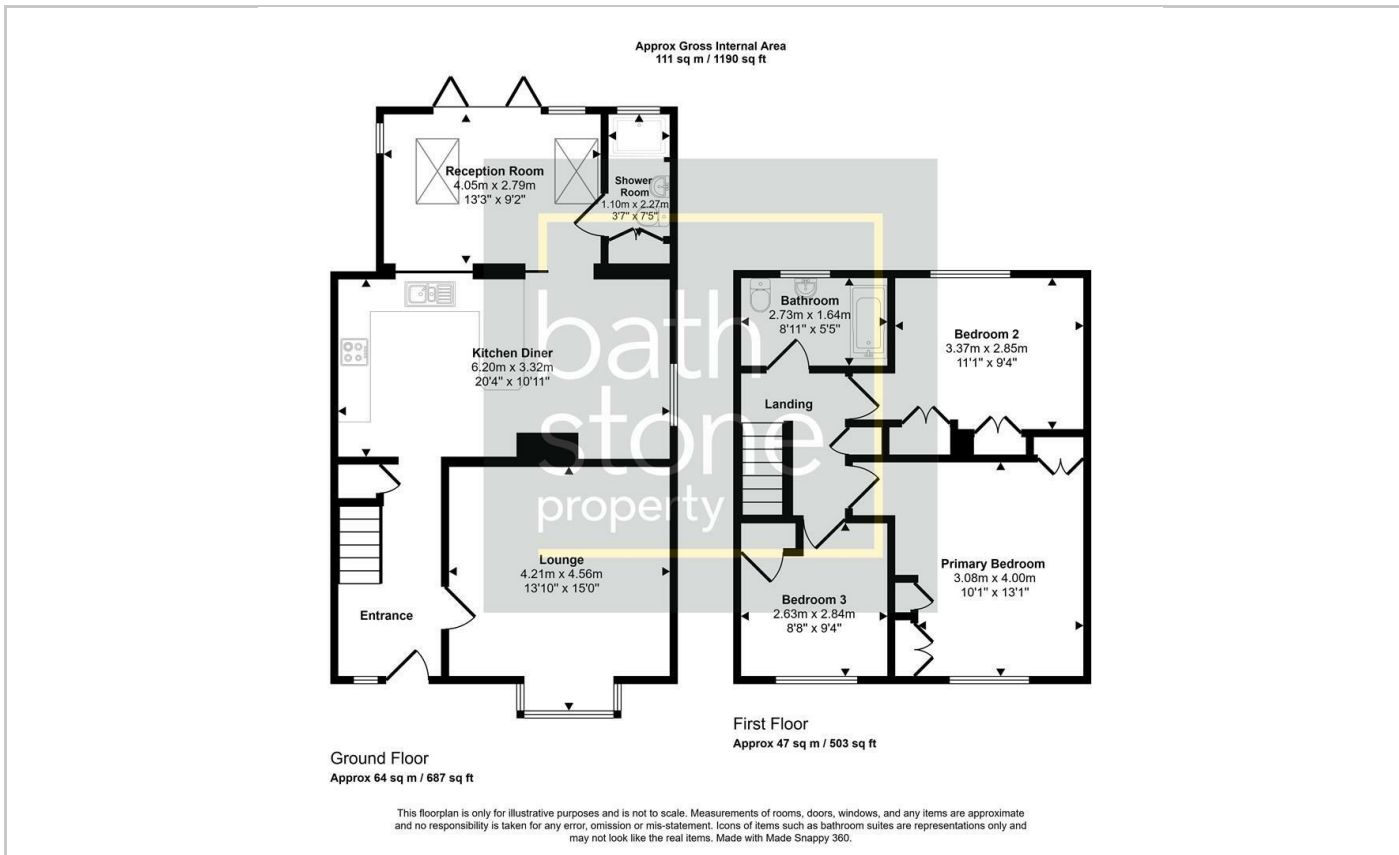 Approx Gross Internal Area
111 sq m / 1190 sq ft
Reception Room
4.05m x 2.79m
13'3" x 9'2"
Shower
Room
1.10m x 2.27m
3'7" x 7'5"
Kitchen Diner
6.20m x 3.32m
20'4" x 10'11"
Lounge
4.21m x 4.56m
13'10" x 15'0"
Entrance
Ground Floor
Approx 64 sq m / 687 sq ft
Bathroom
2.73m x 1.64m
8'11" x 5'5"
Bedroom 2
3.37m x 2.85m
11'1" x 9'4"
Landing
Primary Bedroom
3.08m x 4.00m
10'1" x 13'1"
Bedroom 3
2.63m x 2.84m
8'8" x 9'4"
First Floor
Approx 47 sq m / 503 sq ft
bath
stone
property
This floorplan is only for illustrative purposes and is not to scale. Measurements of rooms, doors, windows, and any items are approximate
and no responsibility is taken for any error, omission or mis-statement. Icons of items such as bathroom suites are representations only and
may not look like the real items. Made with Made Snappy 360.